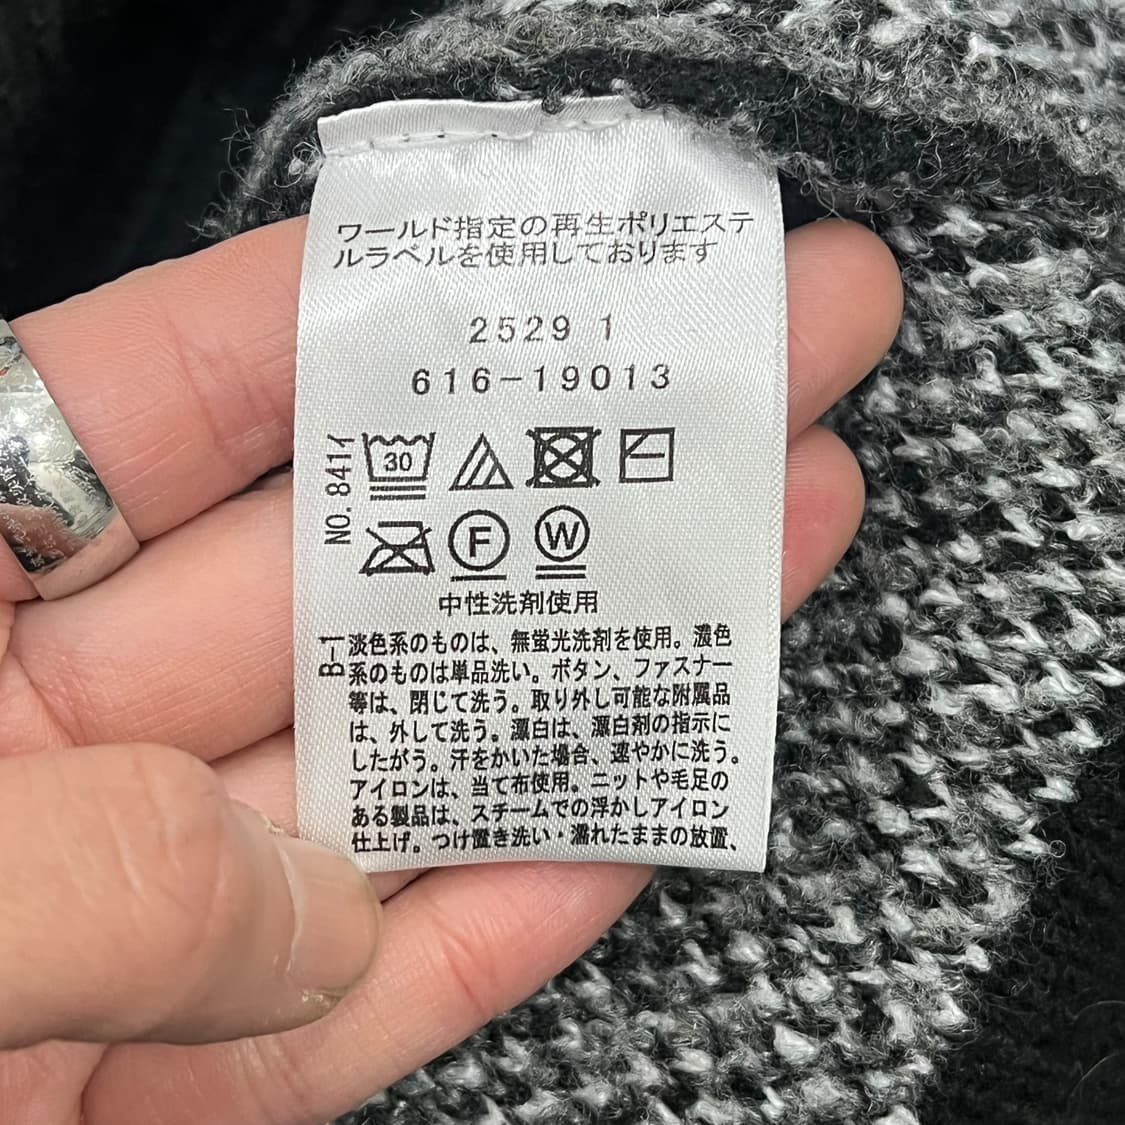 ワールド指定の再生ポリエステ
ルラベルを使用しております
2529 1
616-19013
NO. 841イ
30
F
W
中性洗剤使用
B-1
淡色系のものは、無蛍光洗剤を使用。濃色
系のものは単品洗い。ボタン、ファスナー
等は、閉じて洗う。取り外し可能な附属品
は、外して洗う。漂白は、漂白剤の指示に
したがう。汗をかいた場合、速やかに洗う。
アイロンは、当て布使用。ニットや毛足の
ある製品は、スチームでの浮かしアイロン
仕上げ。つけ置き洗い・濡れたままの放置、